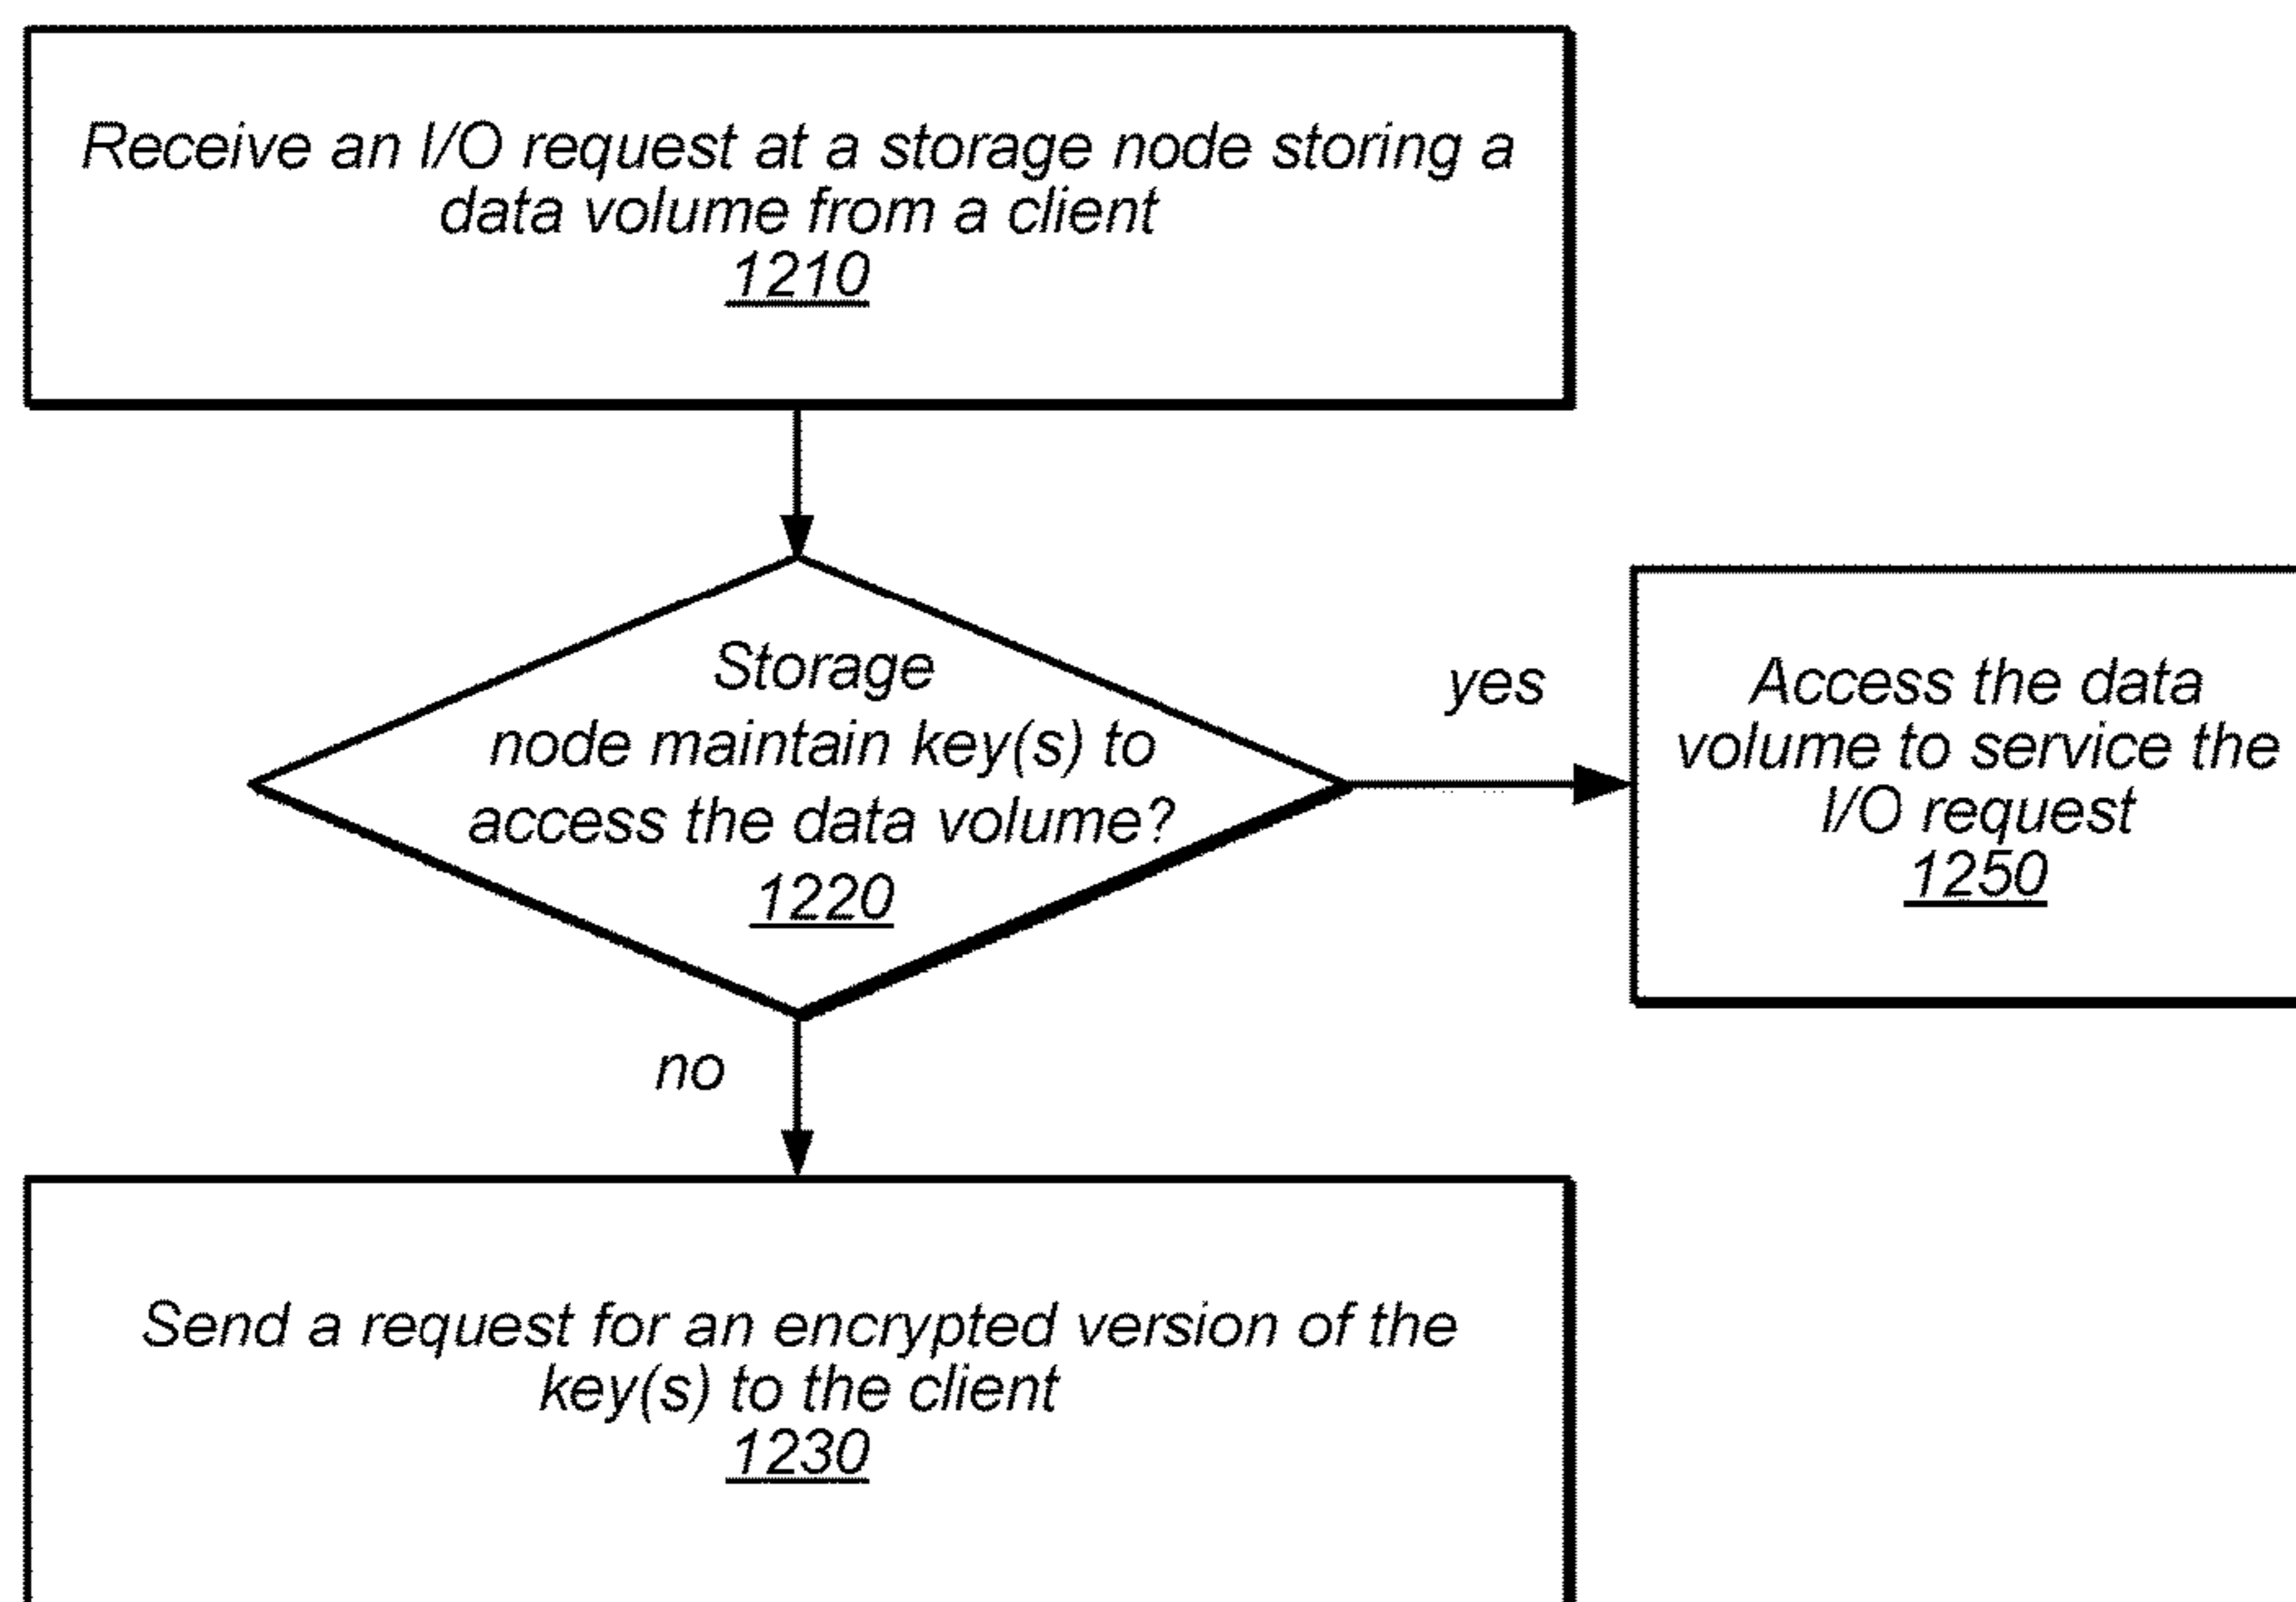 Receive an I/O request at a storage node storing a
data volume from a client
1210
Storage
node maintain key(s) to
access the data volume?
1220
yes
Access the data
volume to service the
I/O request
1250
no
Send a request for an encrypted version of the
key(s) to the client
1230